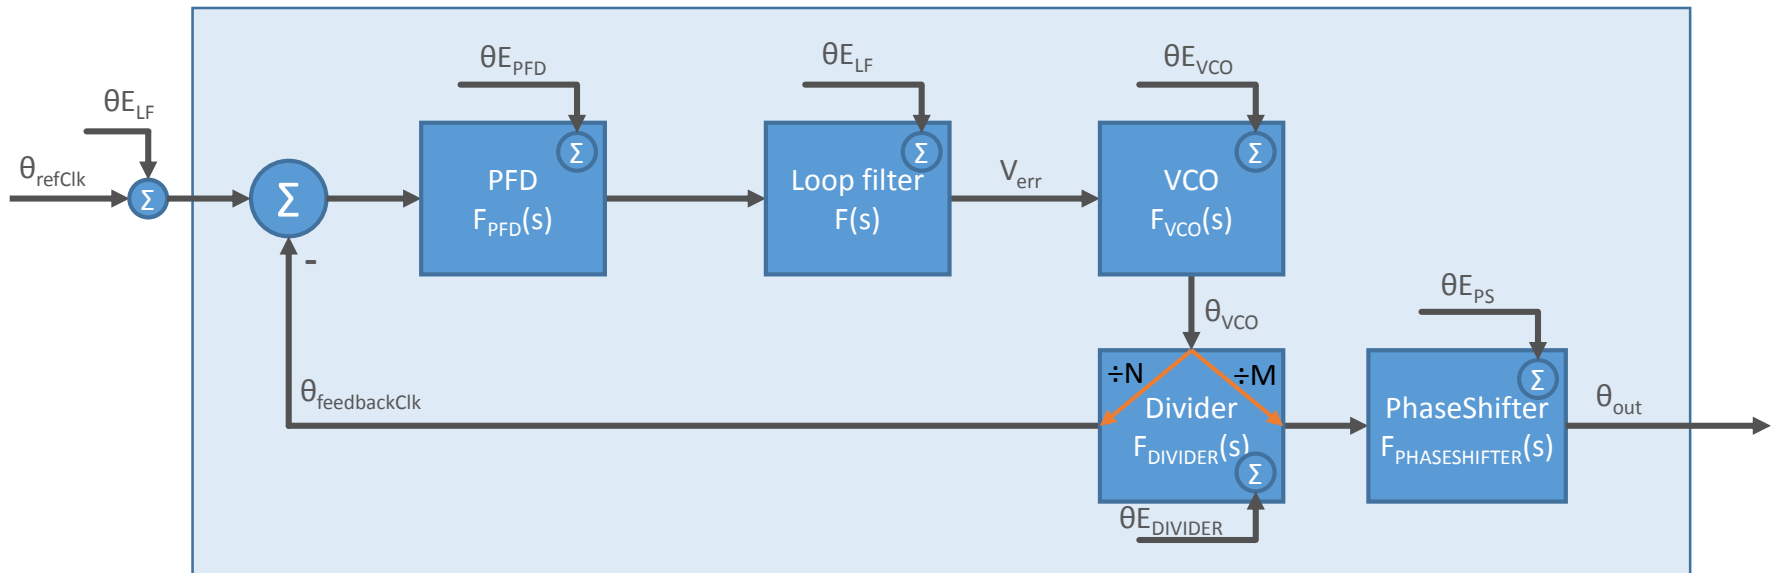 θE_PFD
θE_LF
θE_VCO
θE_LF
θ_refClk
Σ
Σ
-
Σ
PFD
F_PFD(s)
Σ
Loop filter
F(s)
V_err
Σ
VCO
F_VCO(s)
θ_VCO
θE_PS
θ_feedbackClk
÷N
÷M
Divider
F_DIVIDER(s)
Σ
θE_DIVIDER
Σ
PhaseShifter
F_PHASESHIFTER(s)
θ_out